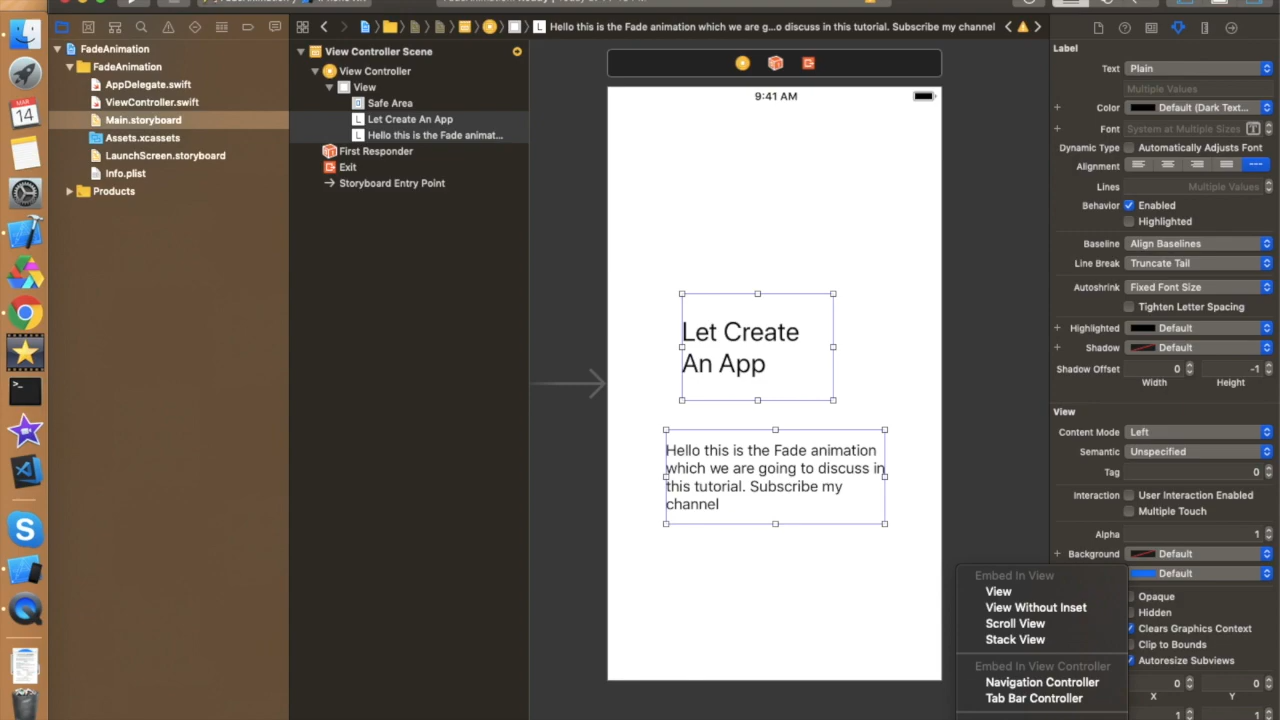 Hello this is the Fade animation which we are g...o discuss in this tutorial. Subscribe my channel
MAR
14
FadeAnimation
FadeAnimation
AppDelegate.swift
ViewController.swift
Main.storyboard
Assets.xcassets
LaunchScreen.storyboard
Info.plist
Products
View Controller Scene
View Controller
View
Safe Area
L Let Create An App
L Hello this is the Fade animat...
First Responder
Exit
Storyboard Entry Point
9:41 AM
Let Create
An App
Hello this is the Fade animation
which we are going to discuss in
this tutorial. Subscribe my
channel
Label
Text Plain
Multiple Values
Color Default (Dark Text...
Font System at Multiple Sizes
Dynamic Type Automatically Adjusts Font
Alignment
Lines Multiple Values
Behavior Enabled
Highlighted
Baseline Align Baselines
Line Break Truncate Tail
Autoshrink Fixed Font Size
Tighten Letter Spacing
Highlighted Default
Shadow Default
Shadow Offset 0 -1
Width Height
View
Content Mode Left
Semantic Unspecified
Tag 0
Interaction User Interaction Enabled
Multiple Touch
Alpha 1
Background Default
Default
Opaque
Hidden
Clears Graphics Context
Clip to Bounds
Autoresize Subviews
0 0
X Y
1 1
Embed In View
View
View Without Inset
Scroll View
Stack View
Embed In View Controller
Navigation Controller
Tab Bar Controller